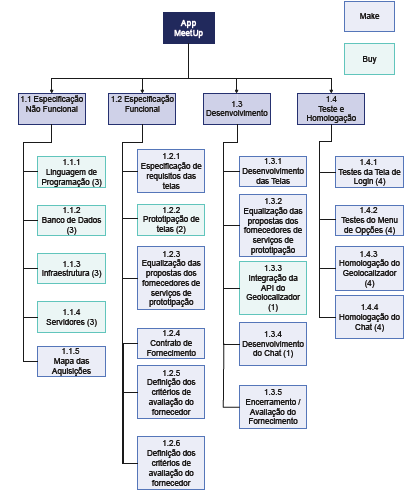 App
MeetUp
Make
Buy
1.1 Especificação
Não Funcional
1.2 Especificação
Funcional
1.3
Desenvolvimento
1.4
Teste e
Homologação
1.1.1
Linguagem de
Programação (3)
1.1.2
Banco de Dados
(3)
1.1.3
Infraestrutura (3)
1.1.4
Servidores (3)
1.1.5
Mapa das
Aquisições
1.2.1
Especificação de
requisitos das
telas
1.2.2
Prototipação de
telas (2)
1.2.3
Equalização das
propostas dos
fornecedores de
serviços de
prototipação
1.2.4
Contrato de
Fornecimento
1.2.5
Definição dos
critérios de
avaliação do
fornecedor
1.2.6
Definição dos
critérios de
avaliação do
fornecedor
1.3.1
Desenvolvimento
das Telas
1.3.2
Equalização das
propostas dos
fornecedores de
serviços de
prototipação
1.3.3
Integração da
API do
Geolocalizador
(1)
1.3.4
Desenvolvimento
do Chat (1)
1.3.5
Encerramento /
Avaliação do
Fornecimento
1.4.1
Testes da Tela de
Login (4)
1.4.2
Testes do Menu
de Opções (4)
1.4.3
Homologação do
Geolocalizador
(4)
1.4.4
Homologação do
Chat (4)